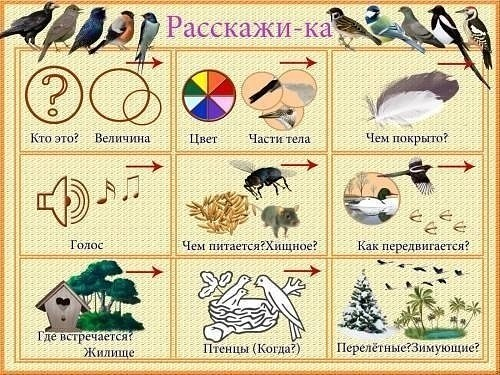 Расскажи-ка
Кто это? Величина
Цвет Части тела
Чем покрыто?
Голос
Чем питается?Хищное?
Как передвигается?
Где встречается?
Жилище
Птенцы (Когда?)
Перелётные?Зимующие?